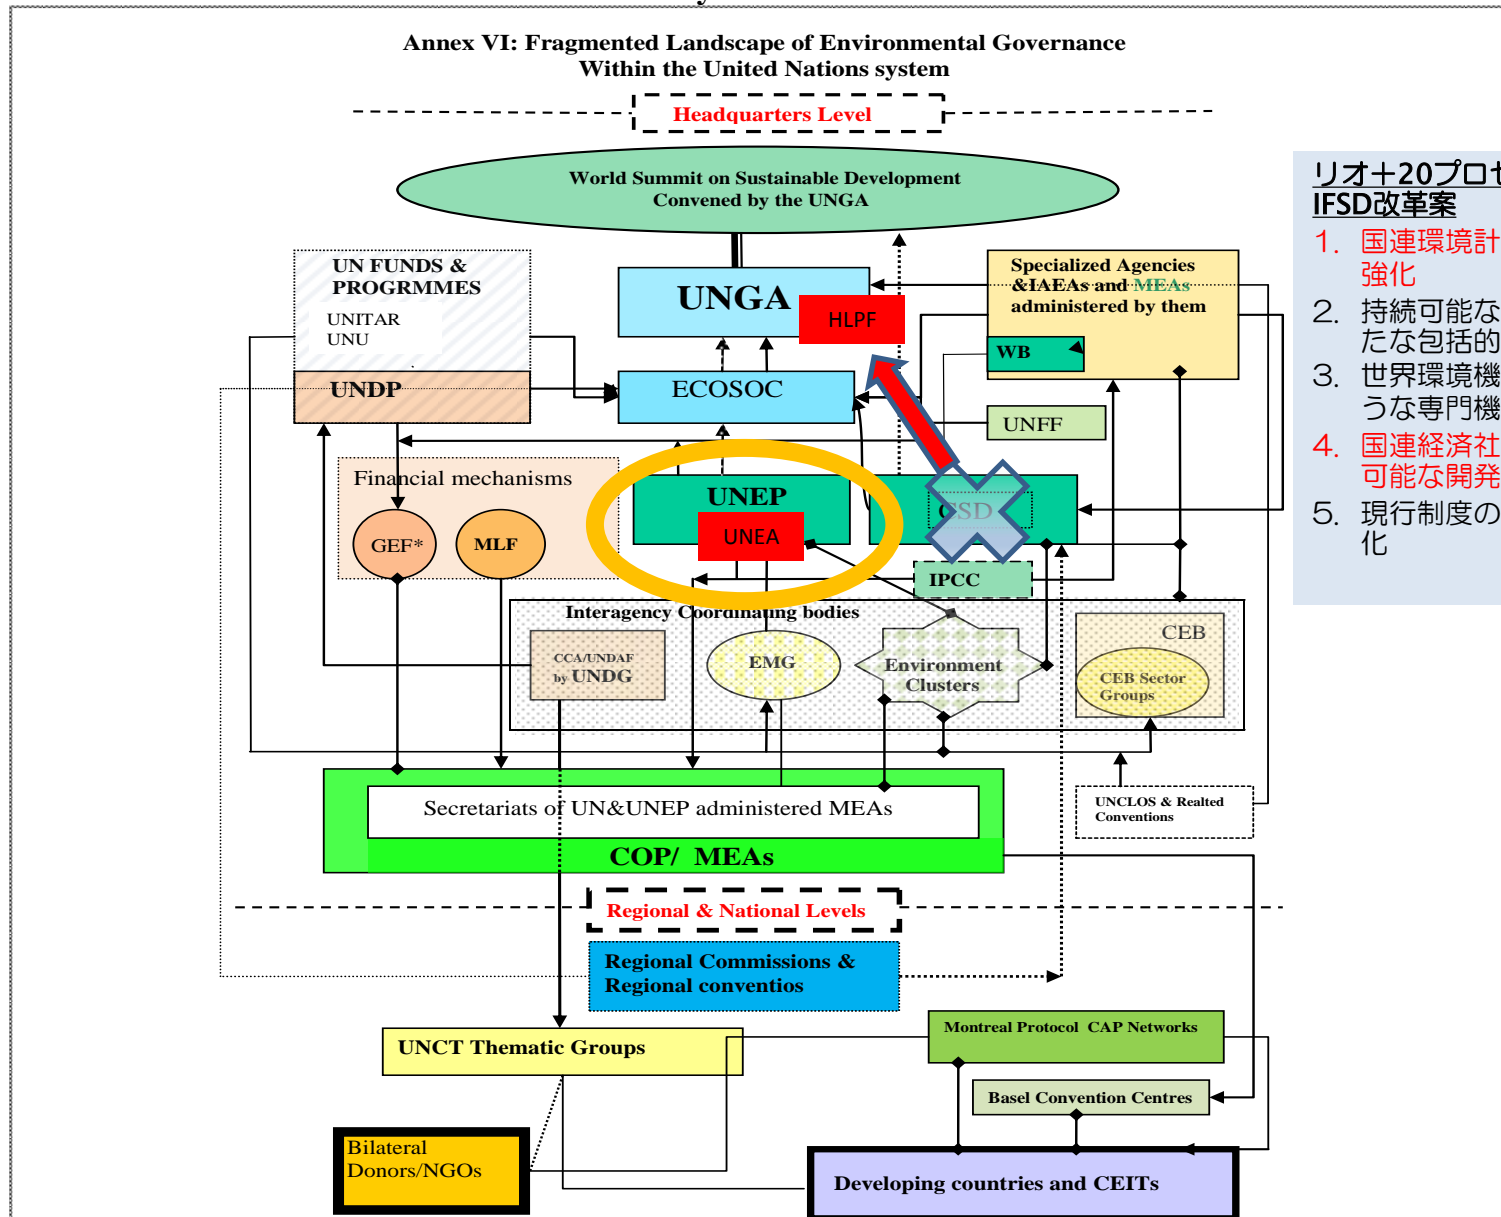 Annex VI: Fragmented Landscape of Environmental Governance
Within the United Nations system
Headquarters Level
World Summit on Sustainable Development
Convened by the UNGA
UN FUNDS &
PROGRMMES
UNITAR
UNU
UNDP
UNGA
HLPF
Specialized Agencies
&IAEAs and MEAs
administered by them
WB
ECOSOC
UNFF
Financial mechanisms
GEF*
MLF
UNEP
UNEA
CSD
IPCC
Interagency Coordinating bodies
CCA/UNDAF
by UNDG
EMG
Environment
Clusters
CEB
CEB Sector
Groups
Secretariats of UN&UNEP administered MEAs
COP/ MEAs
UNCLOS & Realted
Conventions
Regional & National Levels
Regional Commissions &
Regional conventios
UNCT Thematic Groups
Montreal Protocol CAP Networks
Basel Convention Centres
Bilateral
Donors/NGOs
Developing countries and CEITs
リオ+20プロ
IFSD改革案
1. 国連環境計
強化
2. 持続可能な
たな包括的
3. 世界環境機
うな専門機
4. 国連経済社
可能な開発
5. 現行制度の
化